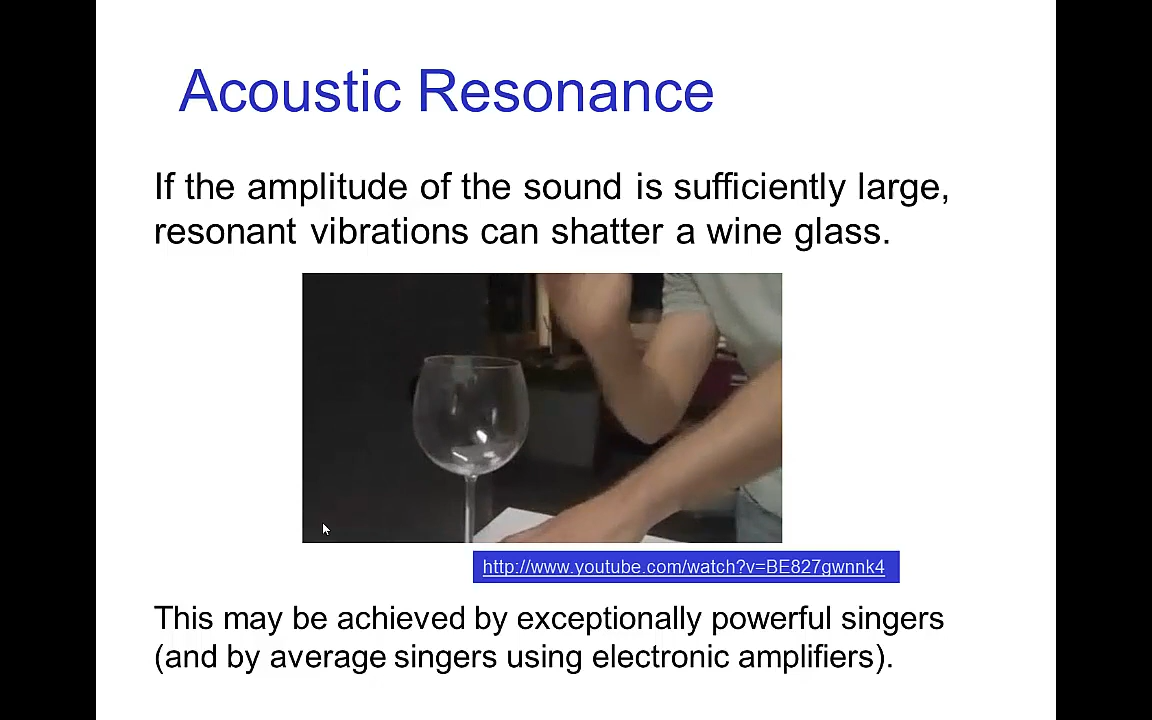 Acoustic Resonance
If the amplitude of the sound is sufficiently large,
resonant vibrations can shatter a wine glass.
http://www.youtube.com/watch?v=BE827gwnnk4
This may be achieved by exceptionally powerful singers
(and by average singers using electronic amplifiers).